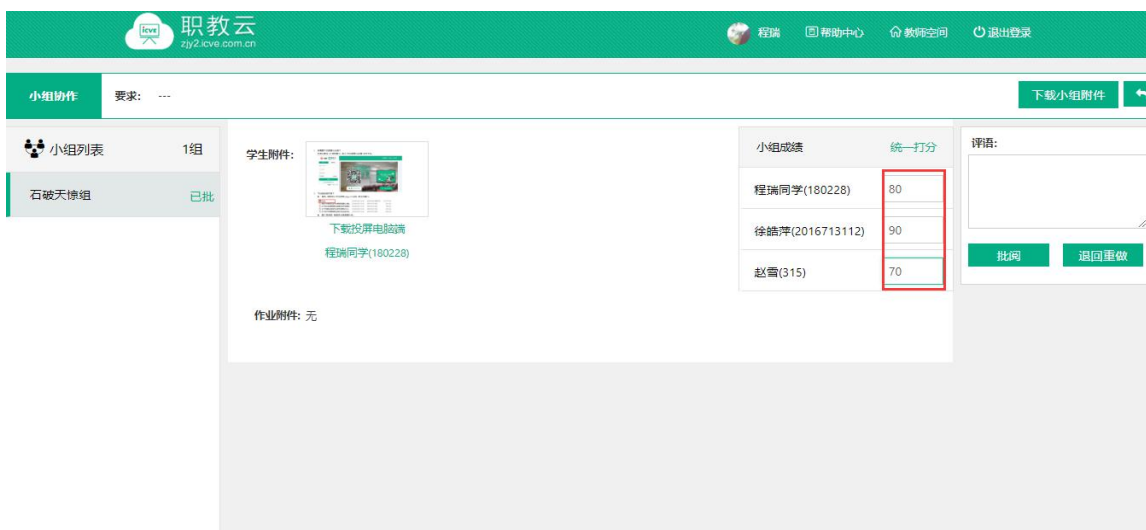 icve 职教云
zjy2.icve.com.cn
程瑞 帮助中心 教师空间 退出登录
小组协作 要求: --- 下载小组附件
小组列表 1组
石破天惊组 已批
学生附件:
下载投屏电脑端
程瑞同学(180228)
作业附件: 无
小组成绩 统一打分
程瑞同学(180228) 80
徐皓萍(2016713112) 90
赵雪(315) 70
评语:
批阅 退回重做